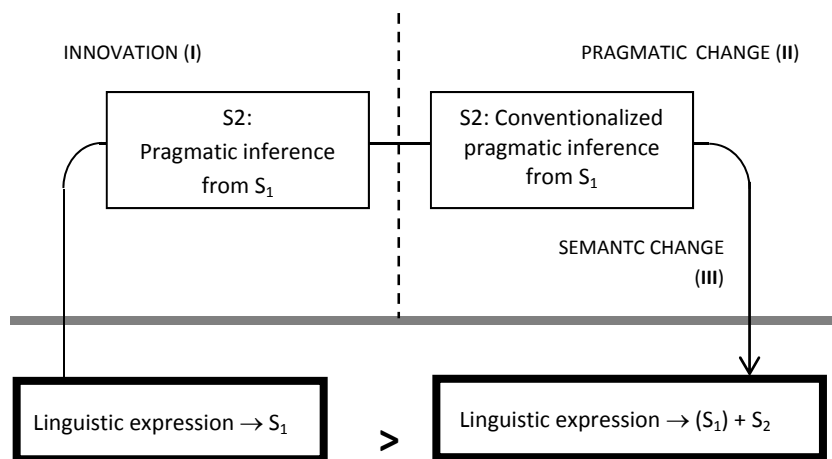 INNOVATION (I)
PRAGMATIC CHANGE (II)
S2:
Pragmatic inference
from S₁
S2: Conventionalized
pragmatic inference
from S₁
SEMANTC CHANGE
(III)
Linguistic expression → S₁
>
Linguistic expression → (S₁) + S₂